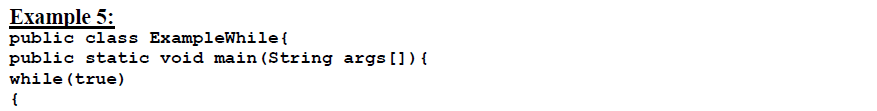 Example 5:
public class ExampleWhile{
public static void main(String args[]){
while(true)
{